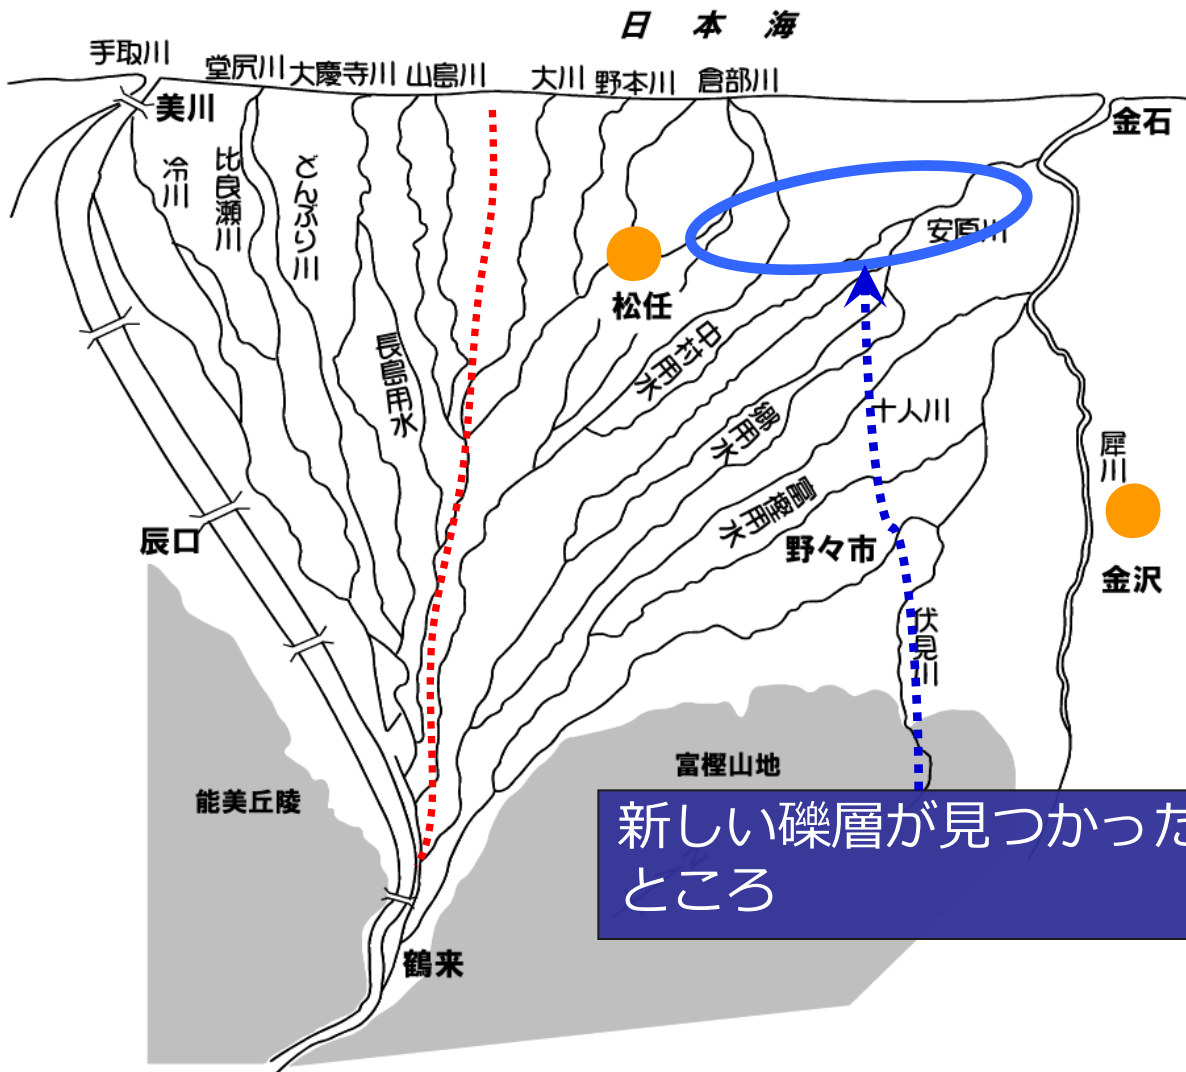 日本海
手取川
堂尻川
大慶寺川
山島川
大川
野本川
倉部川
美川
金石
冷川
比良瀬川
どんぶり川
安原川
松任
中村用水
長島用水
郷用水
十人川
犀川
富樫用水
辰口
野々市
金沢
伏見川
富樫山地
能美丘陵
新しい礫層が見つかった
ところ
鶴来